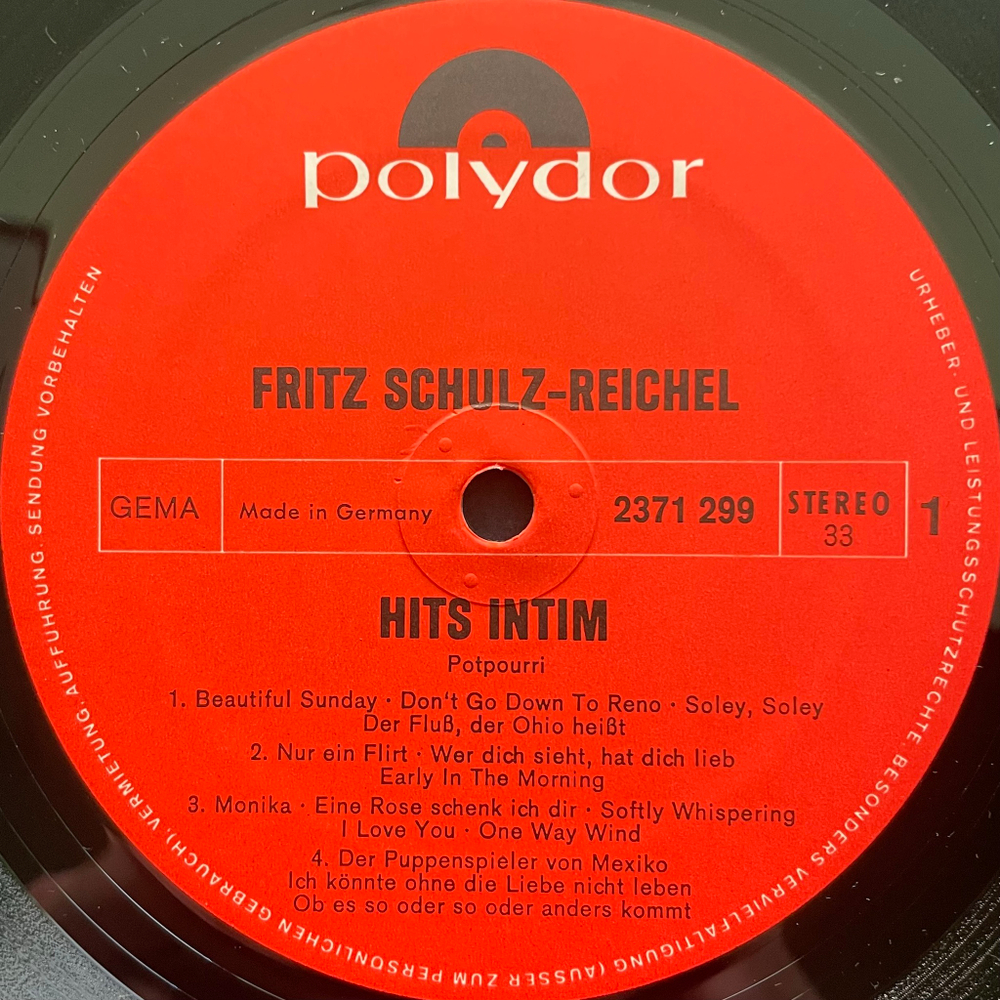 polydor
FRITZ SCHULZ-REICHEL
GEMA
Made in Germany
2371 299
STEREO
33
1
HITS INTIM
Potpourri
1. Beautiful Sunday · Don't Go Down To Reno · Soley, Soley
Der Fluß, der Ohio heißt
2. Nur ein Flirt · Wer dich sieht, hat dich lieb
Early In The Morning
3. Monika · Eine Rose schenk ich dir · Softly Whispering
I Love You · One Way Wind
4. Der Puppenspieler von Mexiko
Ich könnte ohne die Liebe nicht leben
Ob es so oder so oder anders kommt
URHEBER- UND LEISTUNGSSCHUTZRECHTE, BESONDERS VERVIELFÄLTIGUNG (AUSSER ZUM PERSÖNLICHEN GEBRAUCH), VERMIETUNG, AUFFÜHRUNG, SENDUNG VORBEHALTEN